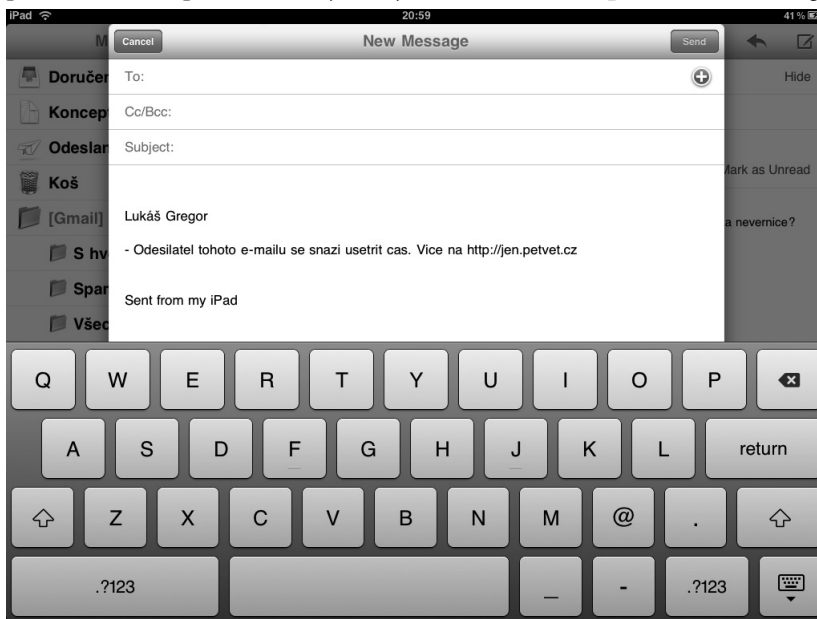 iPad 20:59 41 %
Cancel New Message Send
To:
Cc/Bcc:
Subject:
Lukáš Gregor
- Odesilatel tohoto e-mailu se snazi usetrit cas. Vice na http://jen.petvet.cz
Sent from my iPad
M
Doručer
Koncep
Odeslan
Koš
[Gmail]
S hv
Spar
Všec
Hide
Mark as Unread
a nevernice?
Q W E R T Y U I O P
A S D F G H J K L return
Z X C V B N M @ .
.?123 _ - .?123